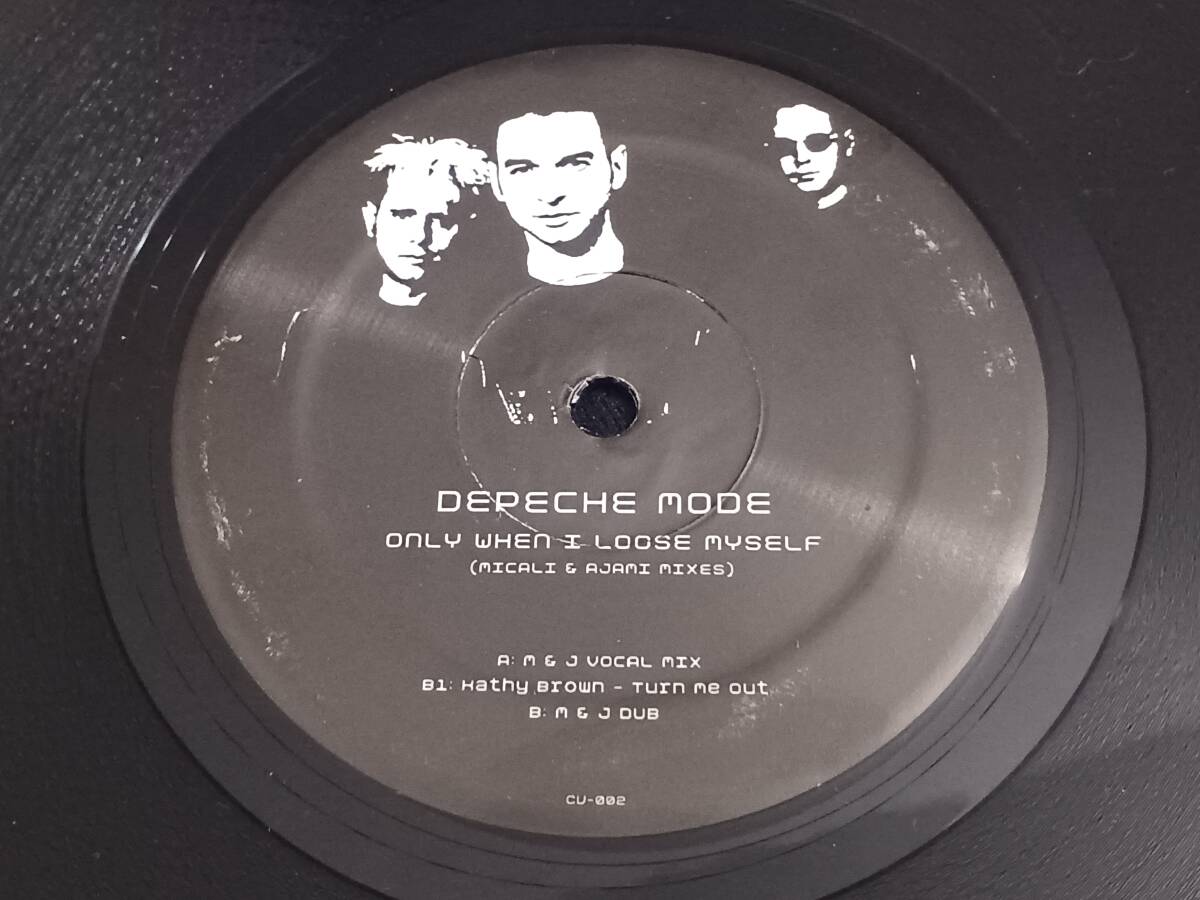 DEPECHE MODE
ONLY WHEN I LOOSE MYSELF
(MICALI & AJAMI MIXES)
A: M & J VOCAL MIX
B1: Kathy Brown - Turn me out
B: M & J DUB
CU-002